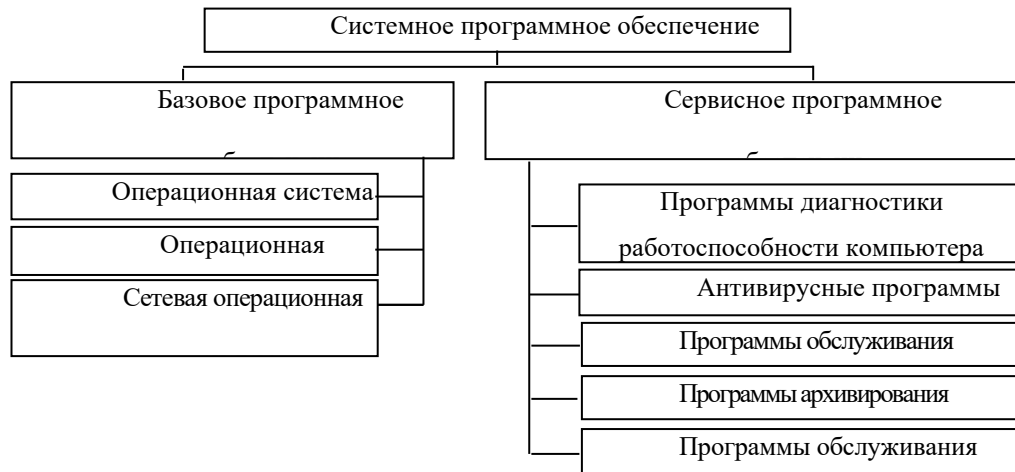 Системное программное обеспечение
Базовое программное
Сервисное программное
Операционная система
Операционная
Сетевая операционная
Программы диагностики
работоспособности компьютера
Антивирусные программы
Программы обслуживания
Программы архивирования
Программы обслуживания